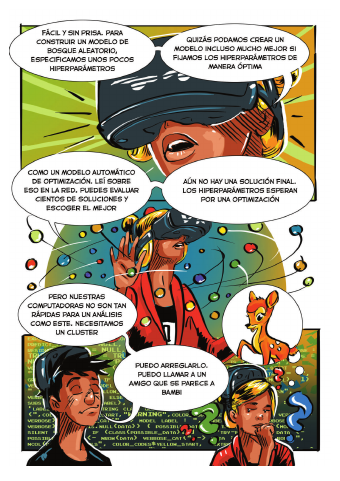 FÁCIL Y SIN PRISA. PARA
CONSTRUIR UN MODELO DE
BOSQUE ALEATORIO,
ESPECIFICAMOS UNOS POCOS
HIPERPARÁMETROS
QUIZÁS PODAMOS CREAR UN
MODELO INCLUSO MUCHO MEJOR SI
FIJAMOS LOS HIPERPARÁMETROS DE
MANERA ÓPTIMA
COMO UN MODELO AUTOMÁTICO
DE OPTIMIZACIÓN. LEÍ SOBRE
ESO EN LA RED. PUEDES EVALUAR
CIENTOS DE SOLUCIONES Y
ESCOGER EL MEJOR
AÚN NO HAY UNA SOLUCIÓN FINAL.
LOS HIPERPARÁMETROS ESPERAN
POR UNA OPTIMIZACIÓN
PERO NUESTRAS
COMPUTADORAS NO SON TAN
RÁPIDAS PARA UN ANÁLISIS
COMO ESTE. NECESITAMOS
UN CLUSTER
PUEDO ARREGLARLO.
PUEDO LLAMAR A UN
AMIGO QUE SE PARECE A
BAMBI